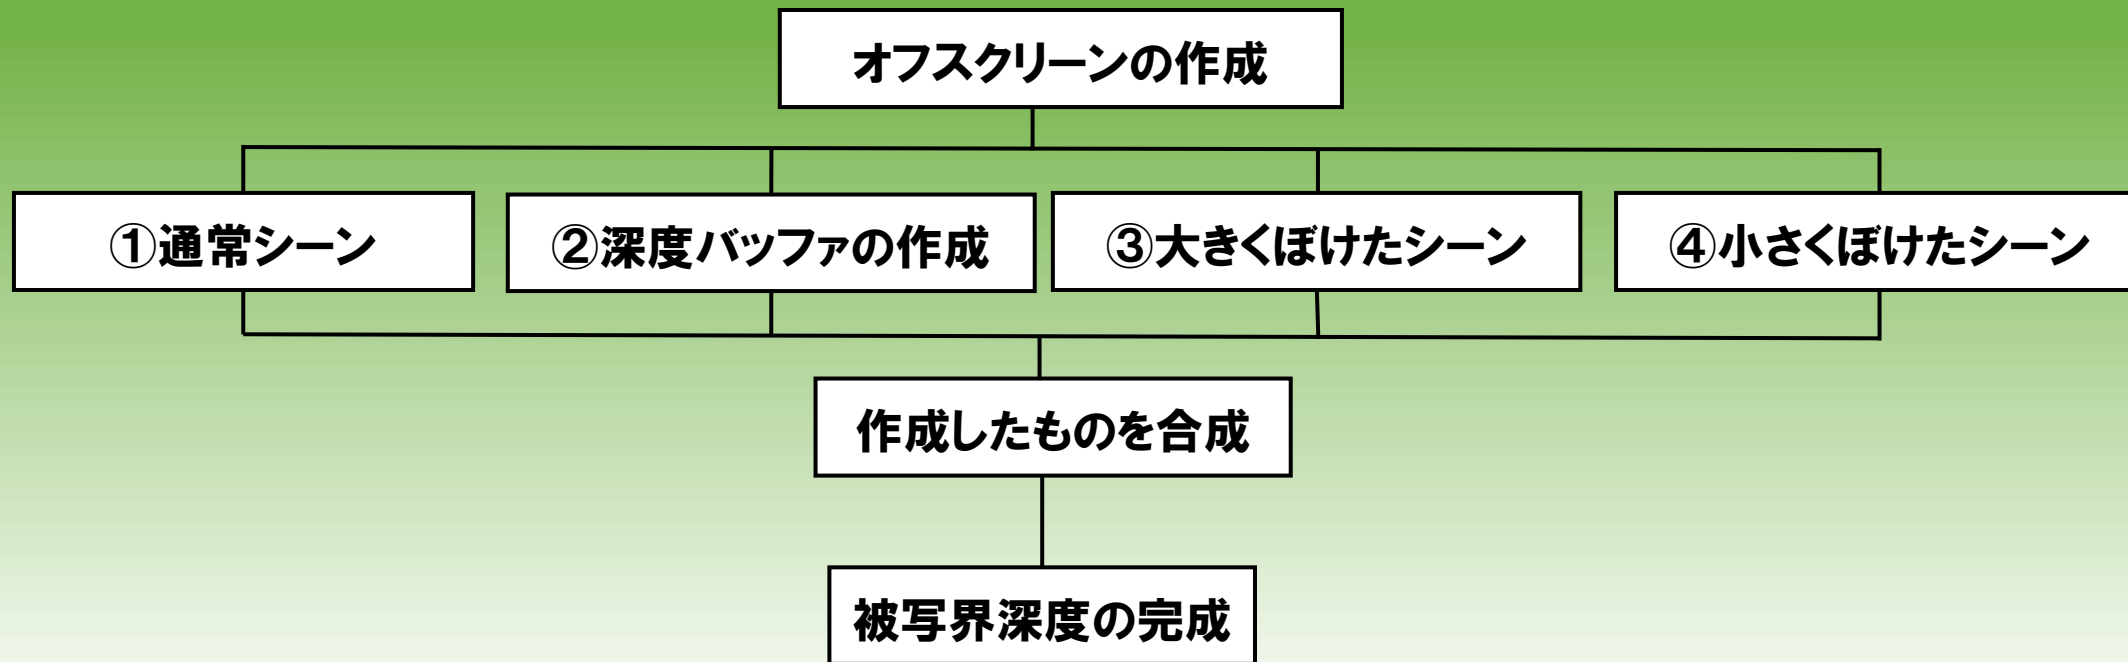 オフスクリーンの作成
①通常シーン
②深度バッファの作成
③大きくぼけたシーン
④小さくぼけたシーン
作成したものを合成
被写界深度の完成